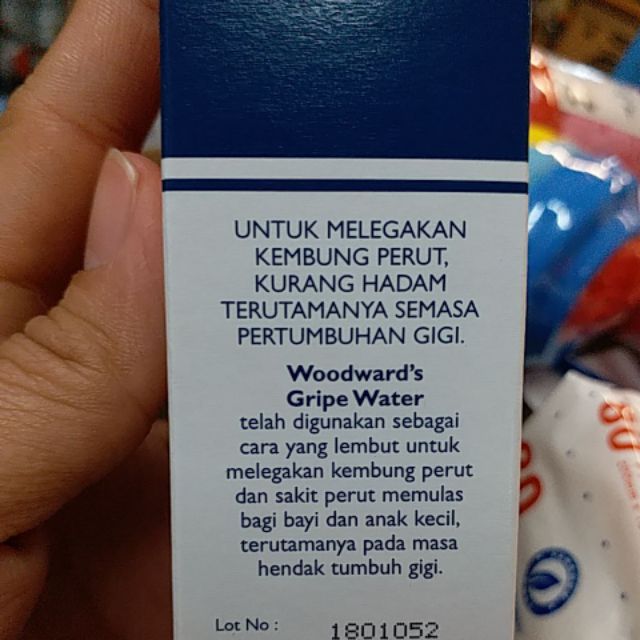 UNTUK MELEGAKAN
KEMBUNG PERUT,
KURANG HADAM
TERUTAMANYA SEMASA
PERTUMBUHAN GIGI.
Woodward's
Gripe Water
telah digunakan sebagai
cara yang lembut untuk
melegakan kembung perut
dan sakit perut memulas
bagi bayi dan anak kecil,
terutamanya pada masa
hendak tumbuh gigi.
Lot No : 1801052